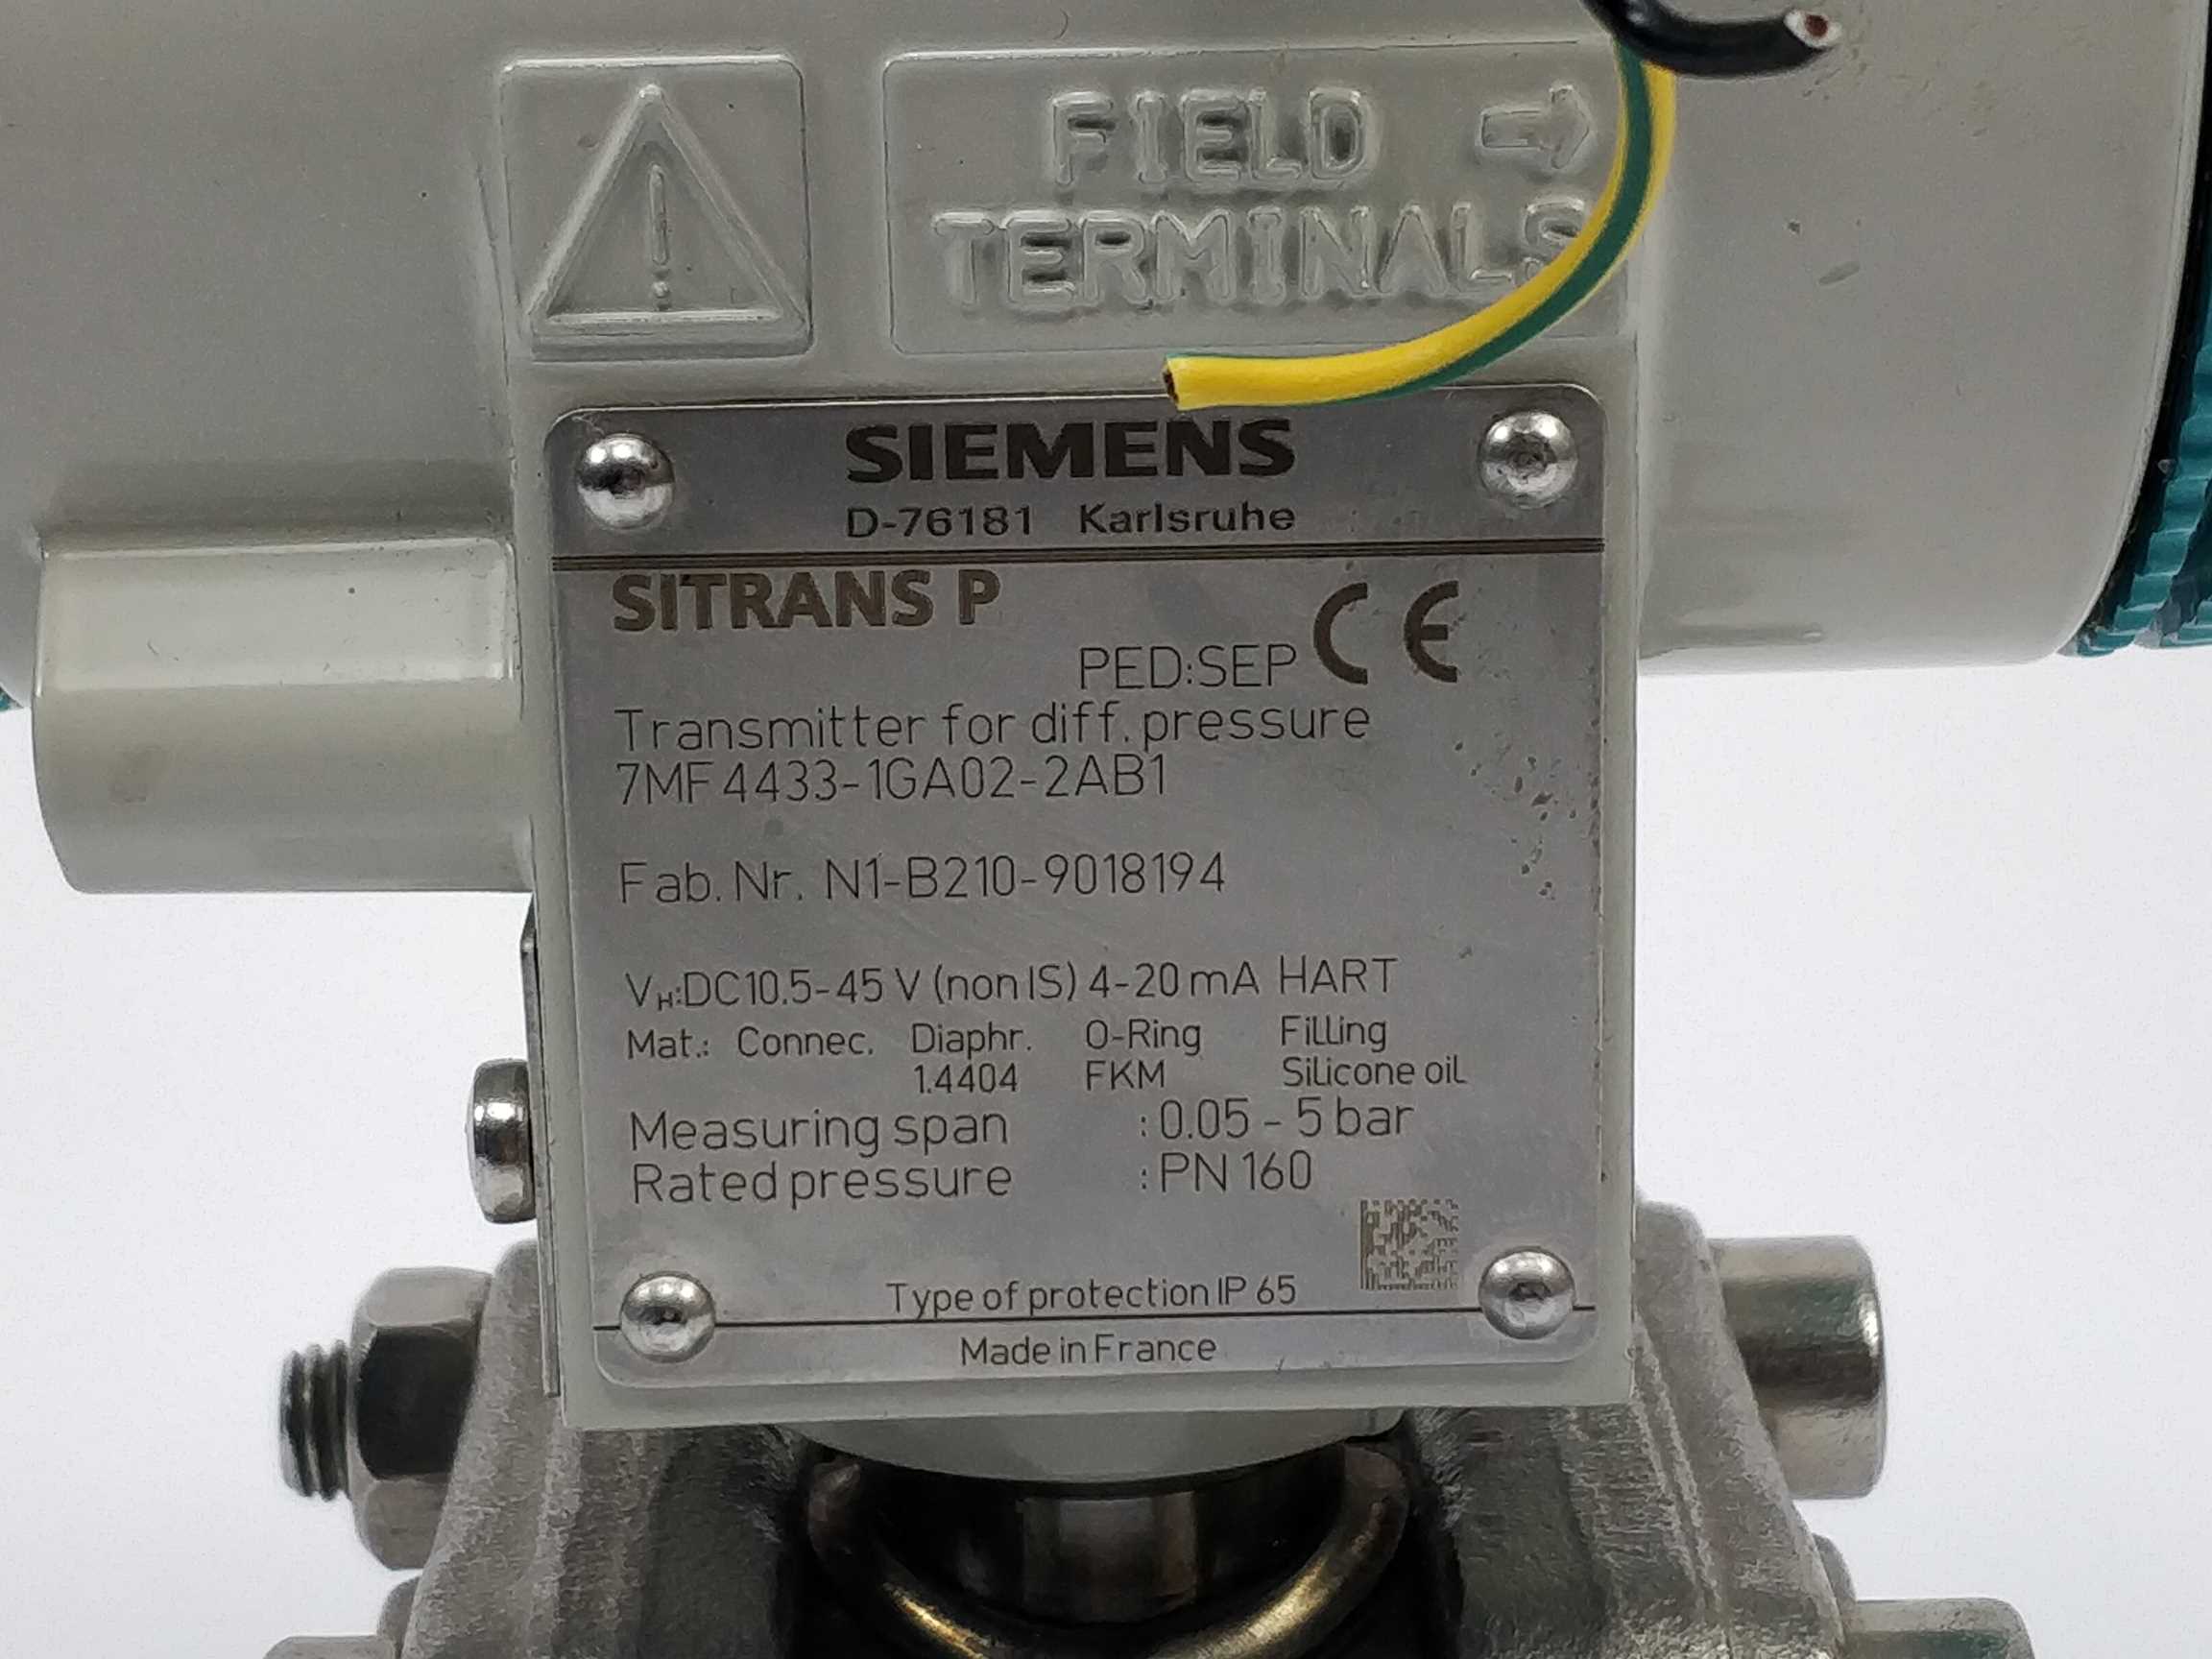 FIELD
TERMINALS
SIEMENS
D-76181 Karlsruhe
SITRANS P
PED:SEP CE
Transmitter for diff. pressure
7MF4433-1GA02-2AB1
Fab. Nr. N1-B210-9018194
VH:DC10.5-45 V (non IS) 4-20 mA HART
Mat.: Connec. Diaphr. O-Ring Filling
1.4404 FKM Silicone oil
Measuring span : 0.05 - 5 bar
Rated pressure : PN 160
Type of protection IP 65
Made in France